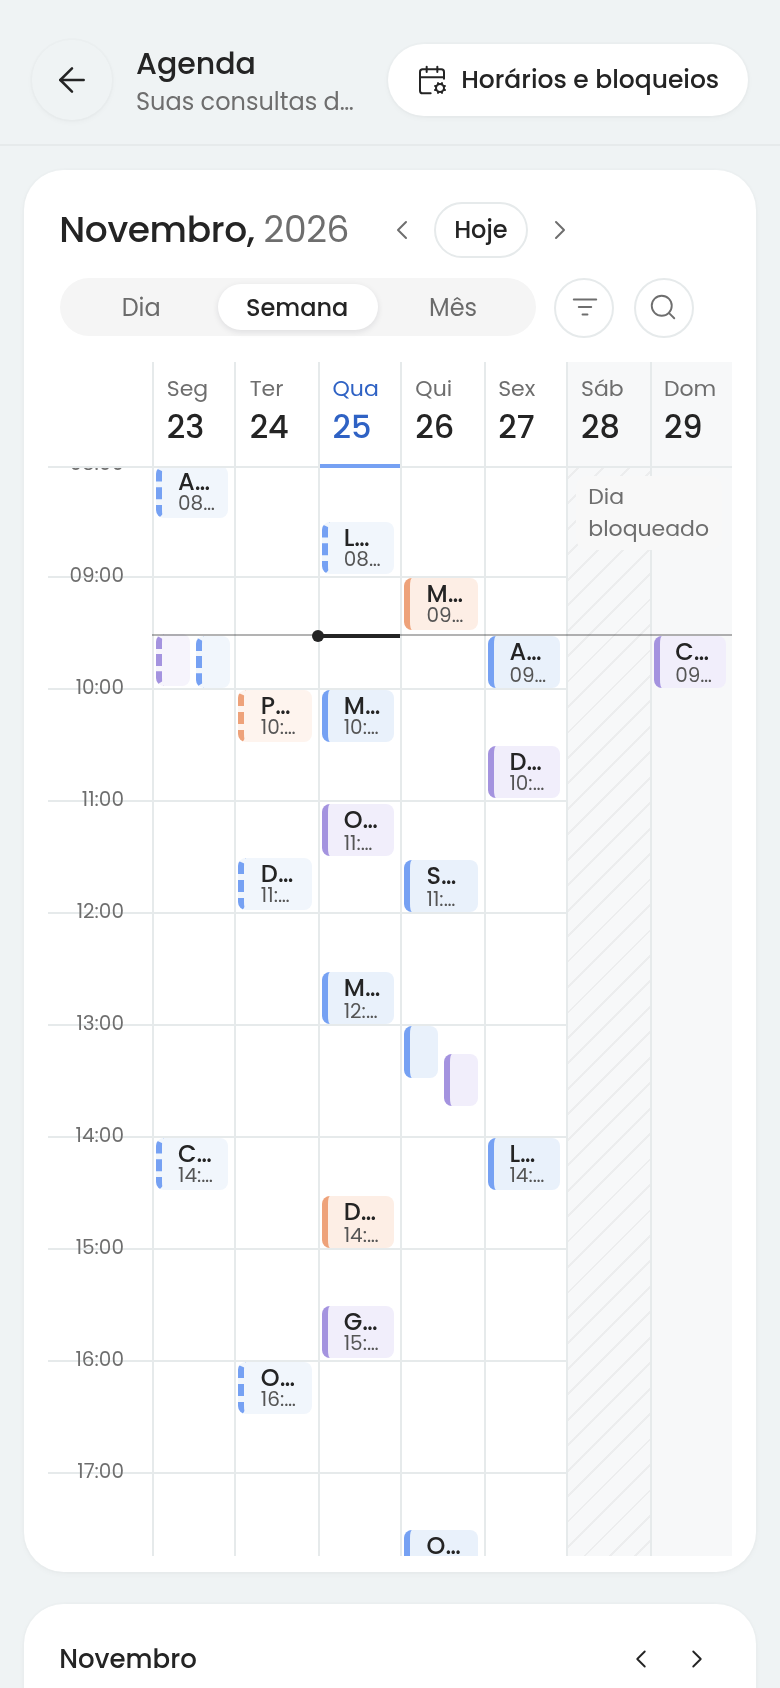 Agenda
Suas consultas d...
Horários e bloqueios
Novembro, 2026
Hoje
Dia
Semana
Mês
Seg
23
Ter
24
Qua
25
Qui
26
Sex
27
Sáb
28
Dom
29
A...
08...
Dia
bloqueado
L...
08...
09:00
M...
09...
A...
09...
C...
09...
10:00
P...
10:...
M...
10:...
D...
10:...
11:00
O...
11:...
D...
11:...
S...
11:...
12:00
M...
12:...
13:00
14:00
C...
14:...
L...
14:...
D...
14:...
15:00
G...
15:...
16:00
O...
16:...
17:00
O...
Novembro